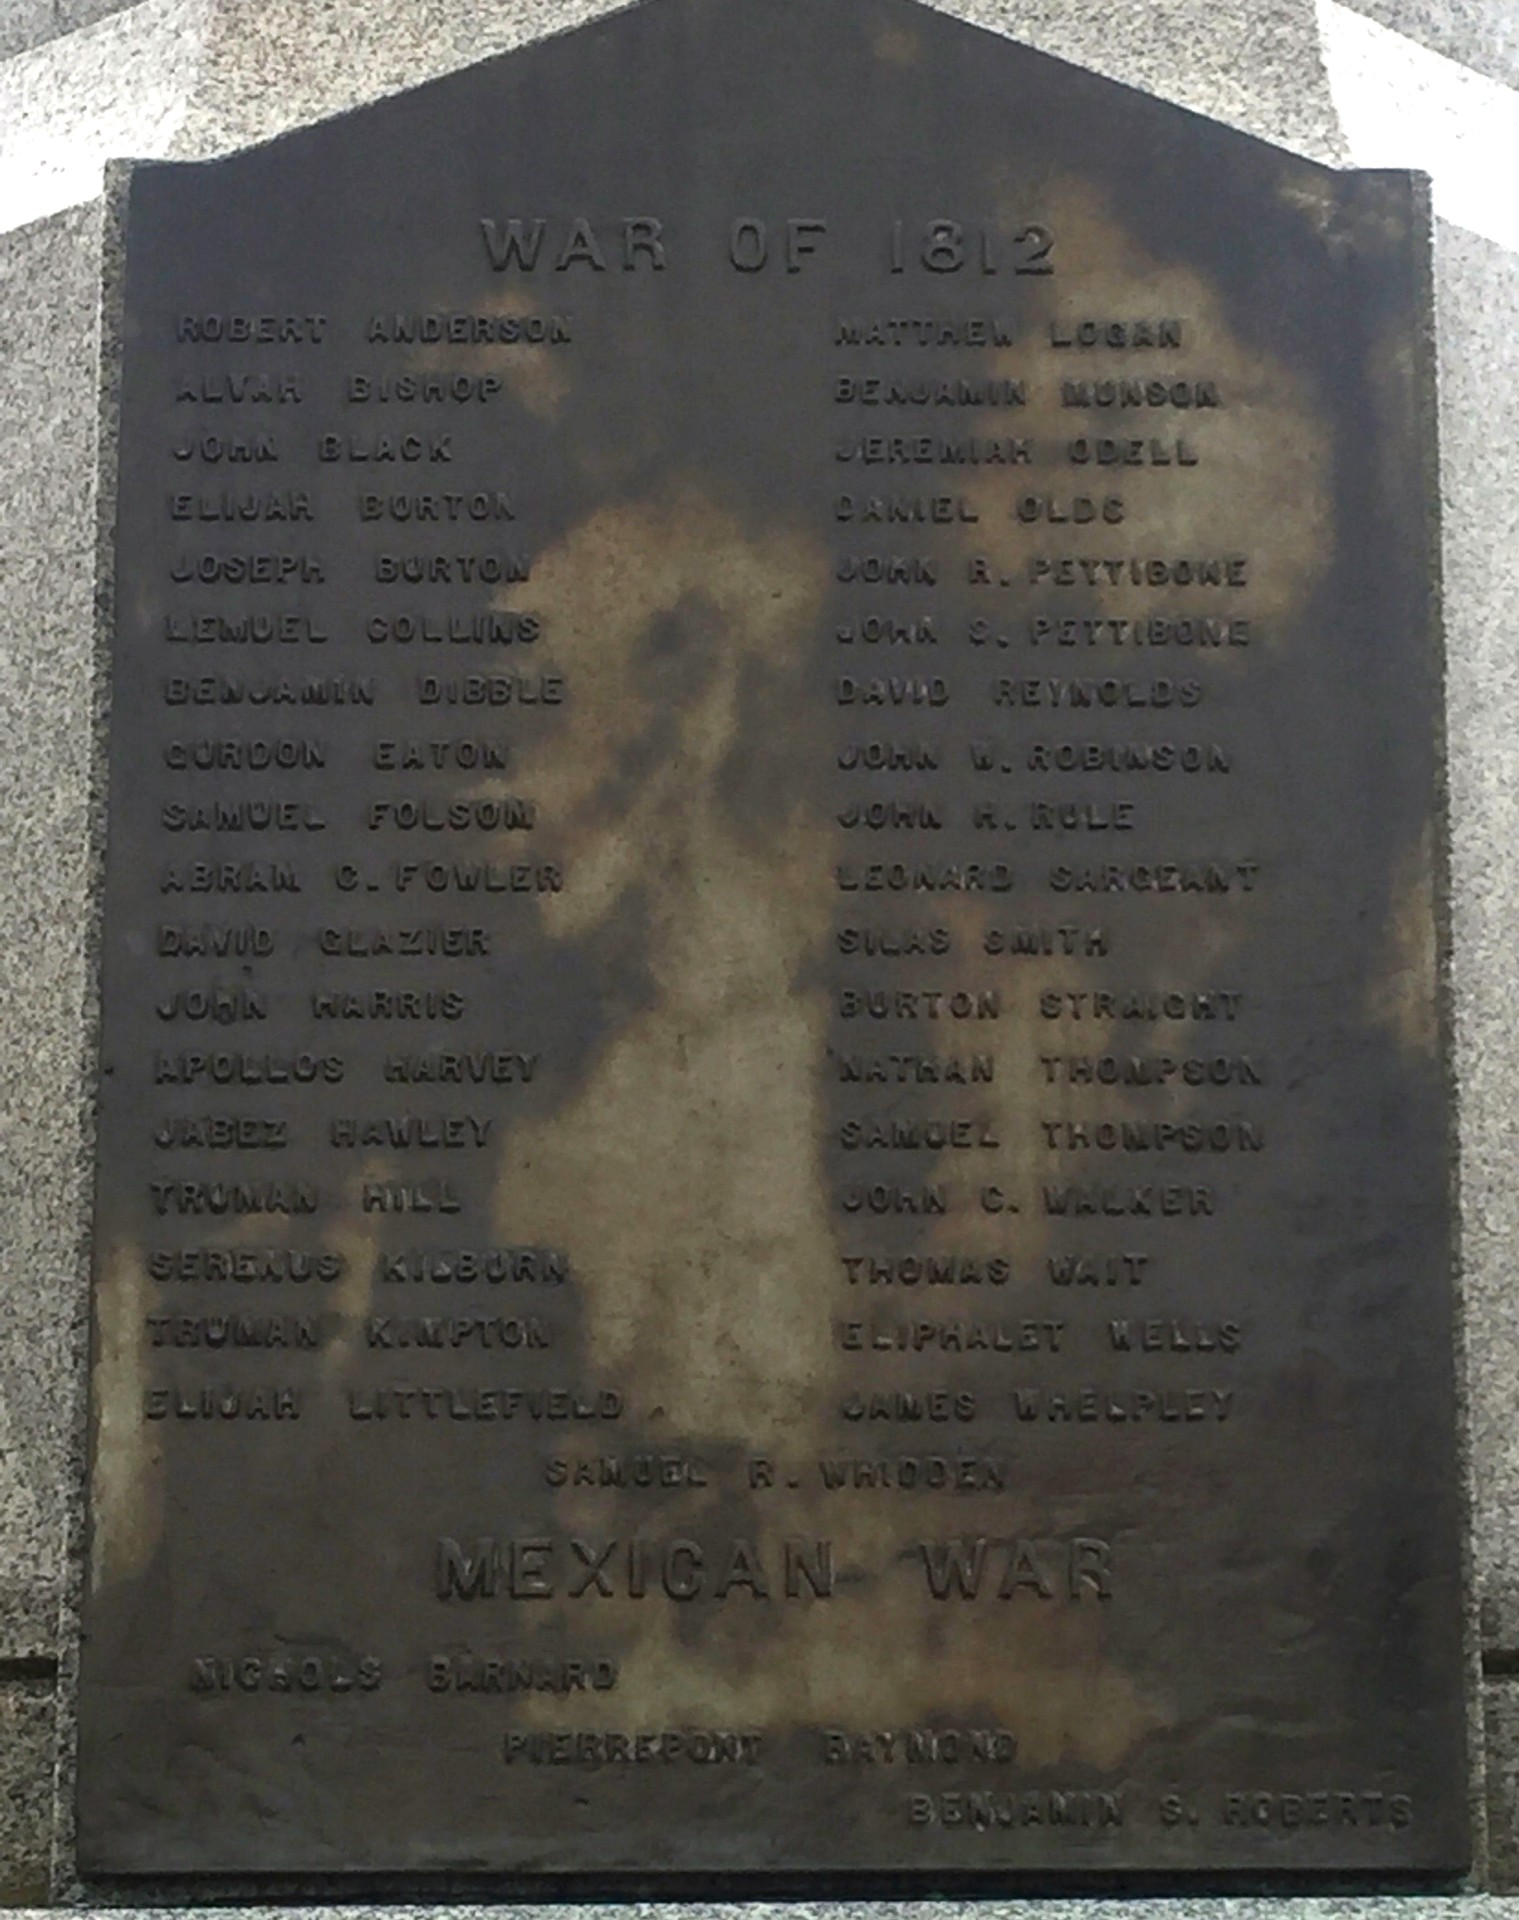 WAR OF 1812
ROBERT ANDERSON
ALVAH BISHOP
JOHN BLACK
ELIJAH BURTON
JOSEPH BURTON
LEMUEL COLLINS
BENJAMIN DIBBLE
GURDON EATON
SAMUEL FOLSOM
ABRAM C. FOWLER
DAVID GLAZIER
JOHN HARRIS
APOLLOS HARVEY
JABEZ HAWLEY
TRUMAN HILL
SERENUS KILBURN
TRUMAN KIMPTON
ELIJAH LITTLEFIELD
MATTHEW LOGAN
BENJAMIN MUNSON
JEREMIAH ODELL
DANIEL OLDS
JOHN R. PETTIBONE
JOHN S. PETTIBONE
DAVID REYNOLDS
JOHN W. ROBINSON
JOHN H. RULE
LEONARD SARGEANT
SILAS SMITH
BURTON STRAIGHT
NATHAN THOMPSON
SAMUEL THOMPSON
JOHN C. WALKER
THOMAS WAIT
ELIPHALET WELLS
JAMES WHELPLEY
SAMUEL R. WHIDDEN
MEXICAN WAR
NICHOLS BARNARD
PIERREPONT RAYMOND
BENJAMIN S. ROBERTS